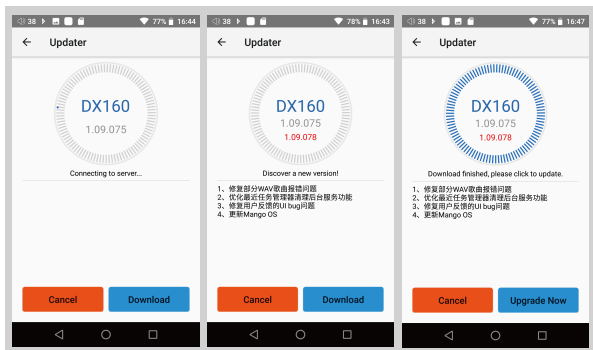 38 77% 16:44
Updater
DX160
1.09.075
Connecting to server...
Cancel Download
38 78% 16:43
Updater
DX160
1.09.075
1.09.078
Discover a new version!
1、修复部分WAV歌曲报错问题
2、优化最近任务管理器清理后台服务功能
3、修复用户反馈的UI bug问题
4、更新Mango OS
Cancel Download
38 77% 16:47
Updater
DX160
1.09.075
1.09.078
Download finished, please click to update.
1、修复部分WAV歌曲报错问题
2、优化最近任务管理器清理后台服务功能
3、修复用户反馈的UI bug问题
4、更新Mango OS
Cancel Upgrade Now